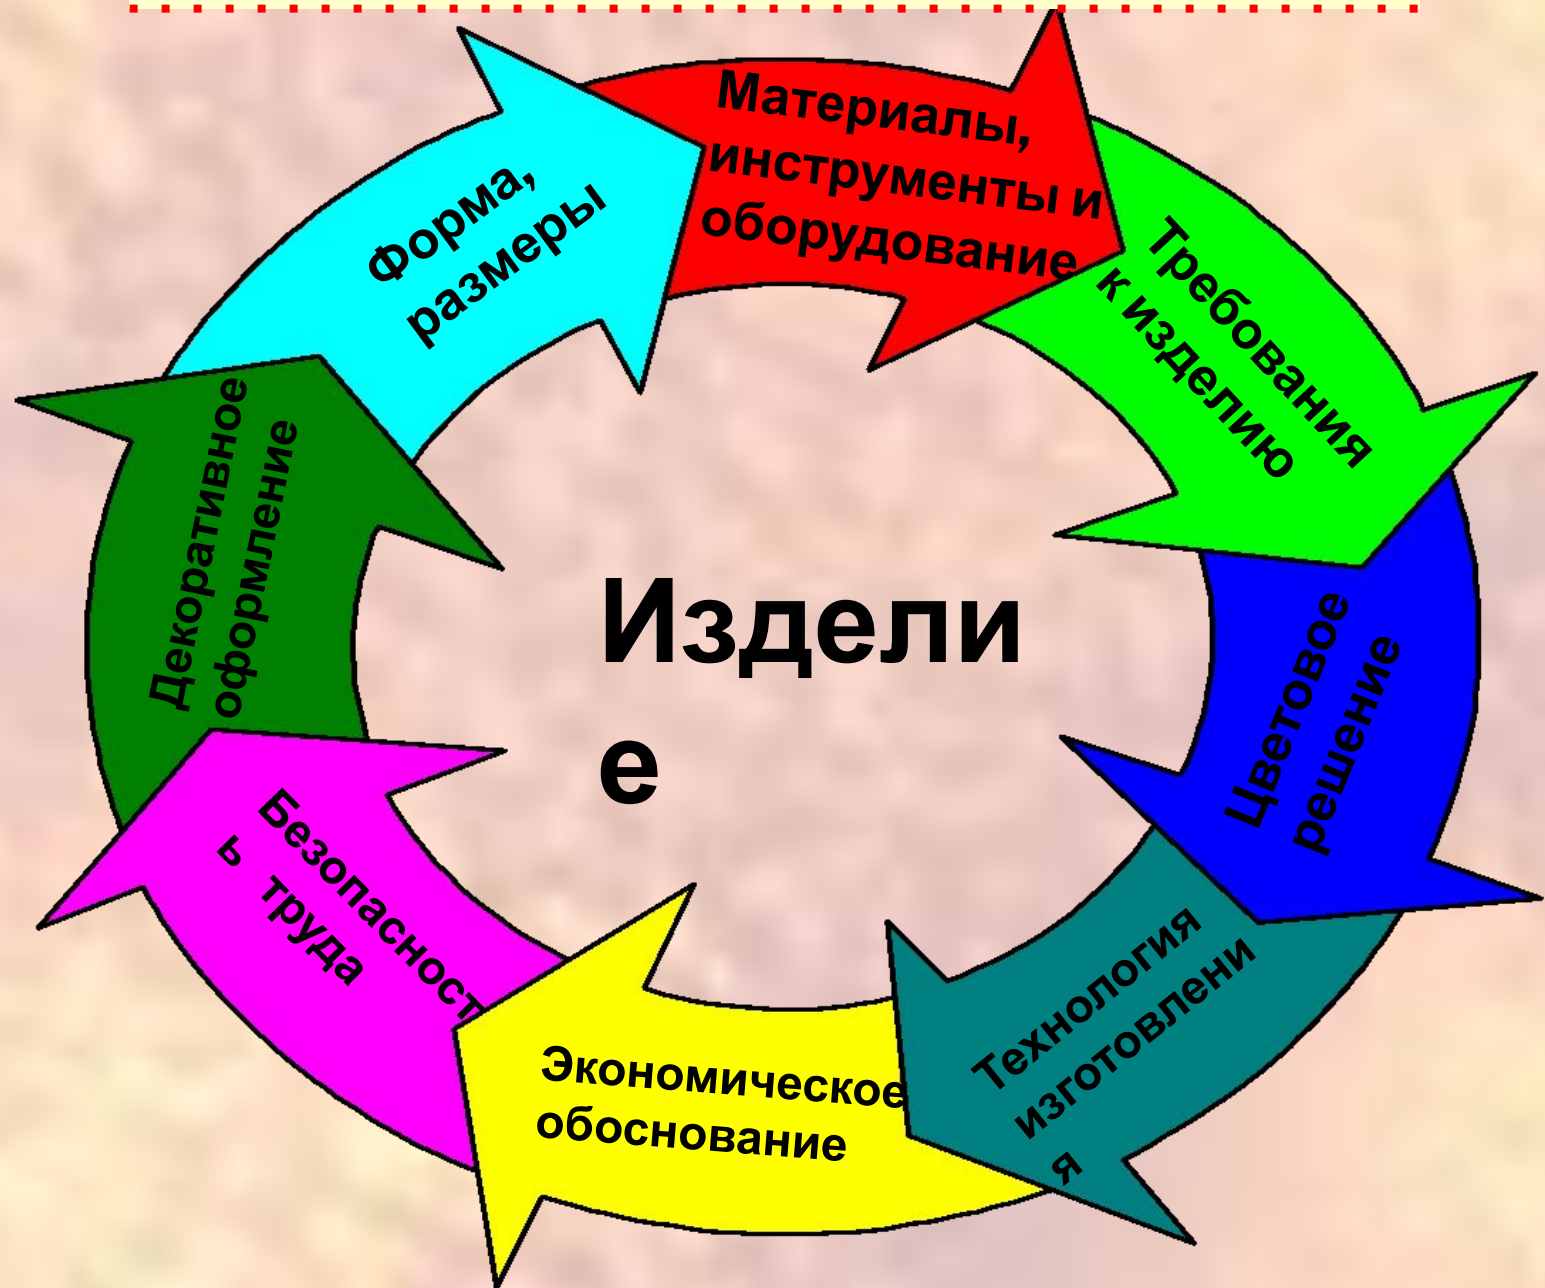 Материалы,
инструменты и
оборудование
Требования
к изделию
Цветовое
решение
Технология
изготовлени
я
Экономическое
обоснование
Безопасност
ь труда
Декоративное
оформление
Форма,
размеры
Издели
е